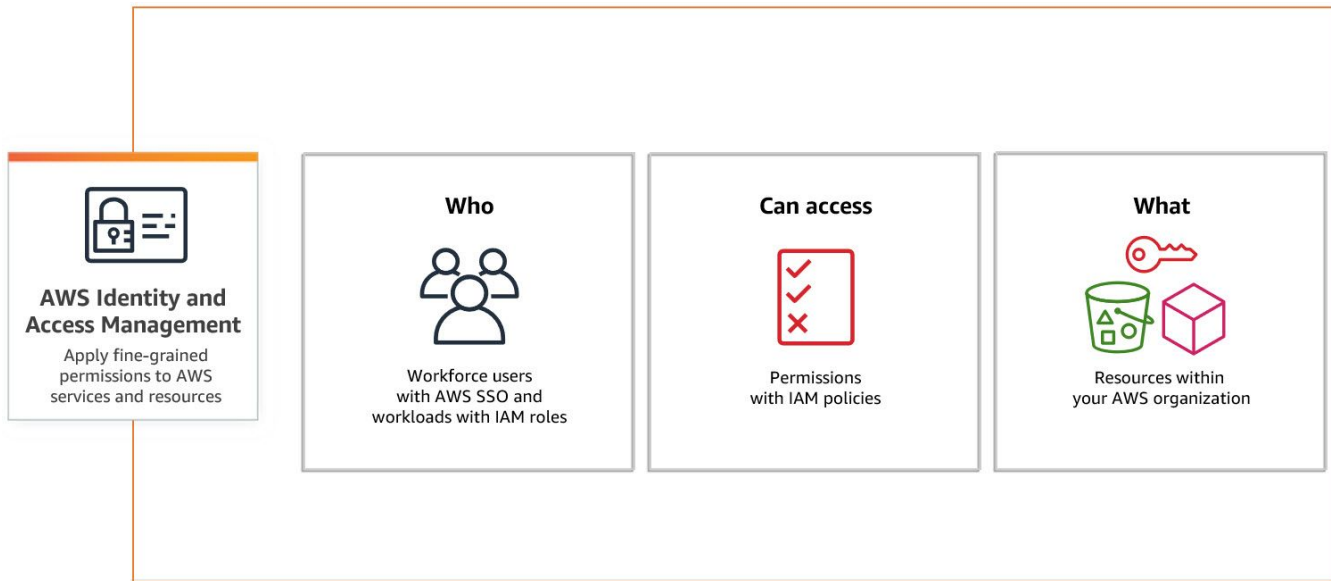 AWS Identity and
Access Management
Apply fine-grained
permissions to AWS
services and resources
Who
Workforce users
with AWS SSO and
workloads with IAM roles
Can access
Permissions
with IAM policies
What
Resources within
your AWS organization